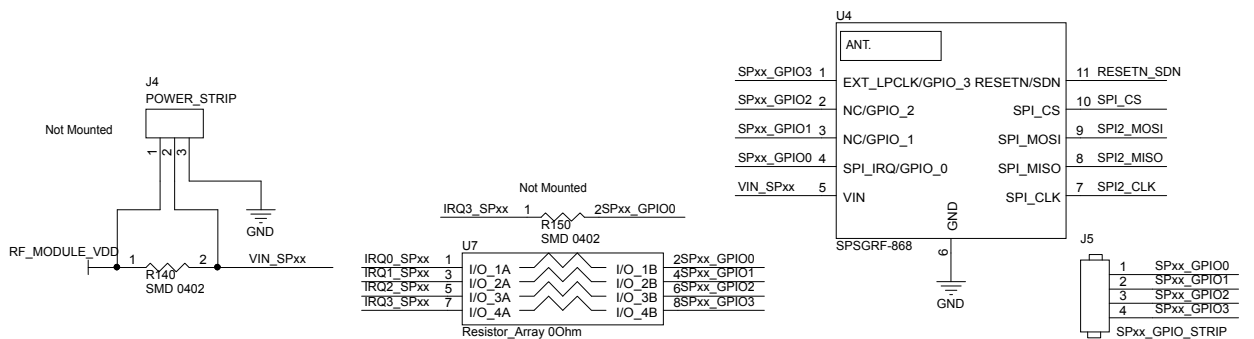 J4
POWER_STRIP
Not Mounted
1
2
3
GND
RF_MODULE_VDD
1
2
VIN_SPxx
R140
SMD 0402
Not Mounted
IRQ3_SPxx 1 2SPxx_GPIO0
R150
SMD 0402
U7
IRQ0_SPxx 1 I/O_1A I/O_1B 2SPxx_GPIO0
IRQ1_SPxx 3 I/O_2A I/O_2B 4SPxx_GPIO1
IRQ2_SPxx 5 I/O_3A I/O_3B 6SPxx_GPIO2
IRQ3_SPxx 7 I/O_4A I/O_4B 8SPxx_GPIO3
Resistor_Array 0Ohm
U4
ANT.
SPxx_GPIO3 1 EXT_LPCLK/GPIO_3 RESETN/SDN 11 RESETN_SDN
SPxx_GPIO2 2 NC/GPIO_2 SPI_CS 10 SPI_CS
SPxx_GPIO1 3 NC/GPIO_1 SPI_MOSI 9 SPI2_MOSI
SPxx_GPIO0 4 SPI_IRQ/GPIO_0 SPI_MISO 8 SPI2_MISO
VIN_SPxx 5 VIN SPI_CLK 7 SPI2_CLK
GND
SPSGRF-868
6
GND
J5
1 SPxx_GPIO0
2 SPxx_GPIO1
3 SPxx_GPIO2
4 SPxx_GPIO3
SPxx_GPIO_STRIP